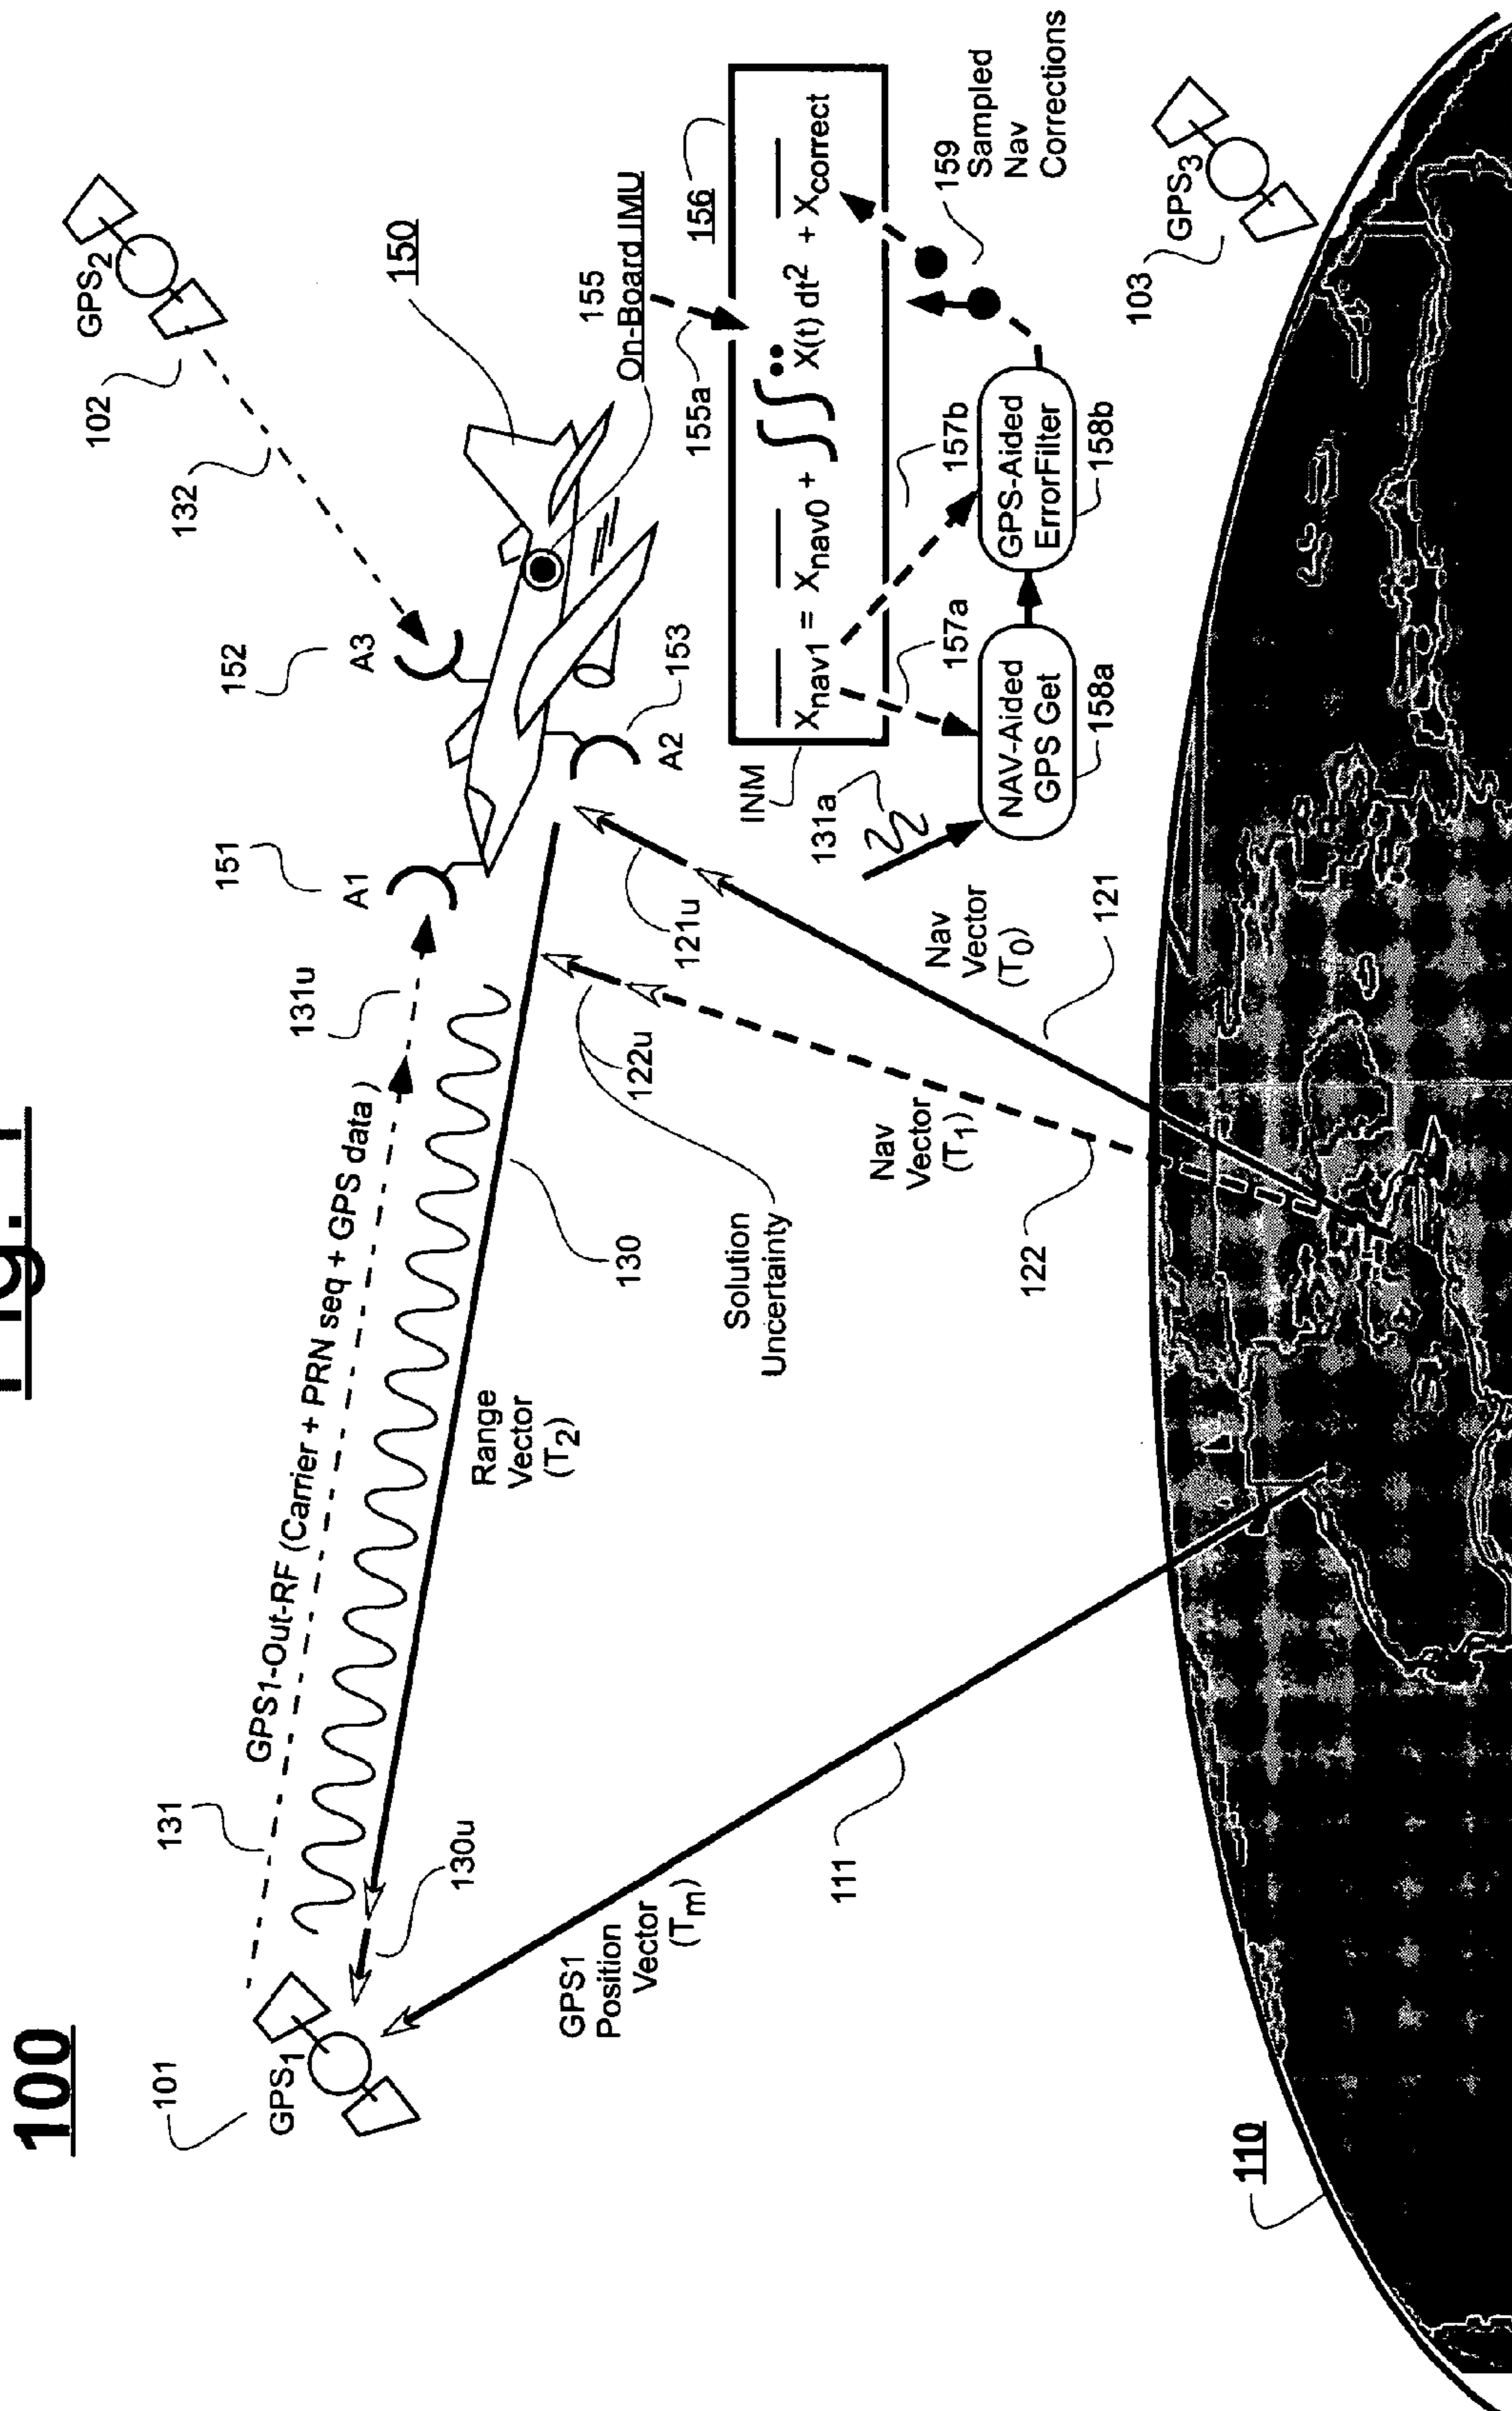 Fig. 1
100
101
GPS1
131
GPS1-Out-RF (Carrier + PRN seq + GPS data )
131u
151
A1
152
A3
132
102
GPS2
150
153
A2
155
On-Board IMU
155a
156
INM
Xnav1 = Xnav0 + ∫∫ Ẍ(t) dt2 + Xcorrect
131a
157a
157b
NAV-Aided
GPS Get
158a
GPS-Aided
ErrorFilter
158b
159
Sampled
Nav
Corrections
103
GPS3
130u
Range
Vector
(T2)
130
Solution
Uncertainty
122u
121u
Nav
Vector
(T0)
121
Nav
Vector
(T1)
122
GPS1
Position
Vector
(Tm)
111
110